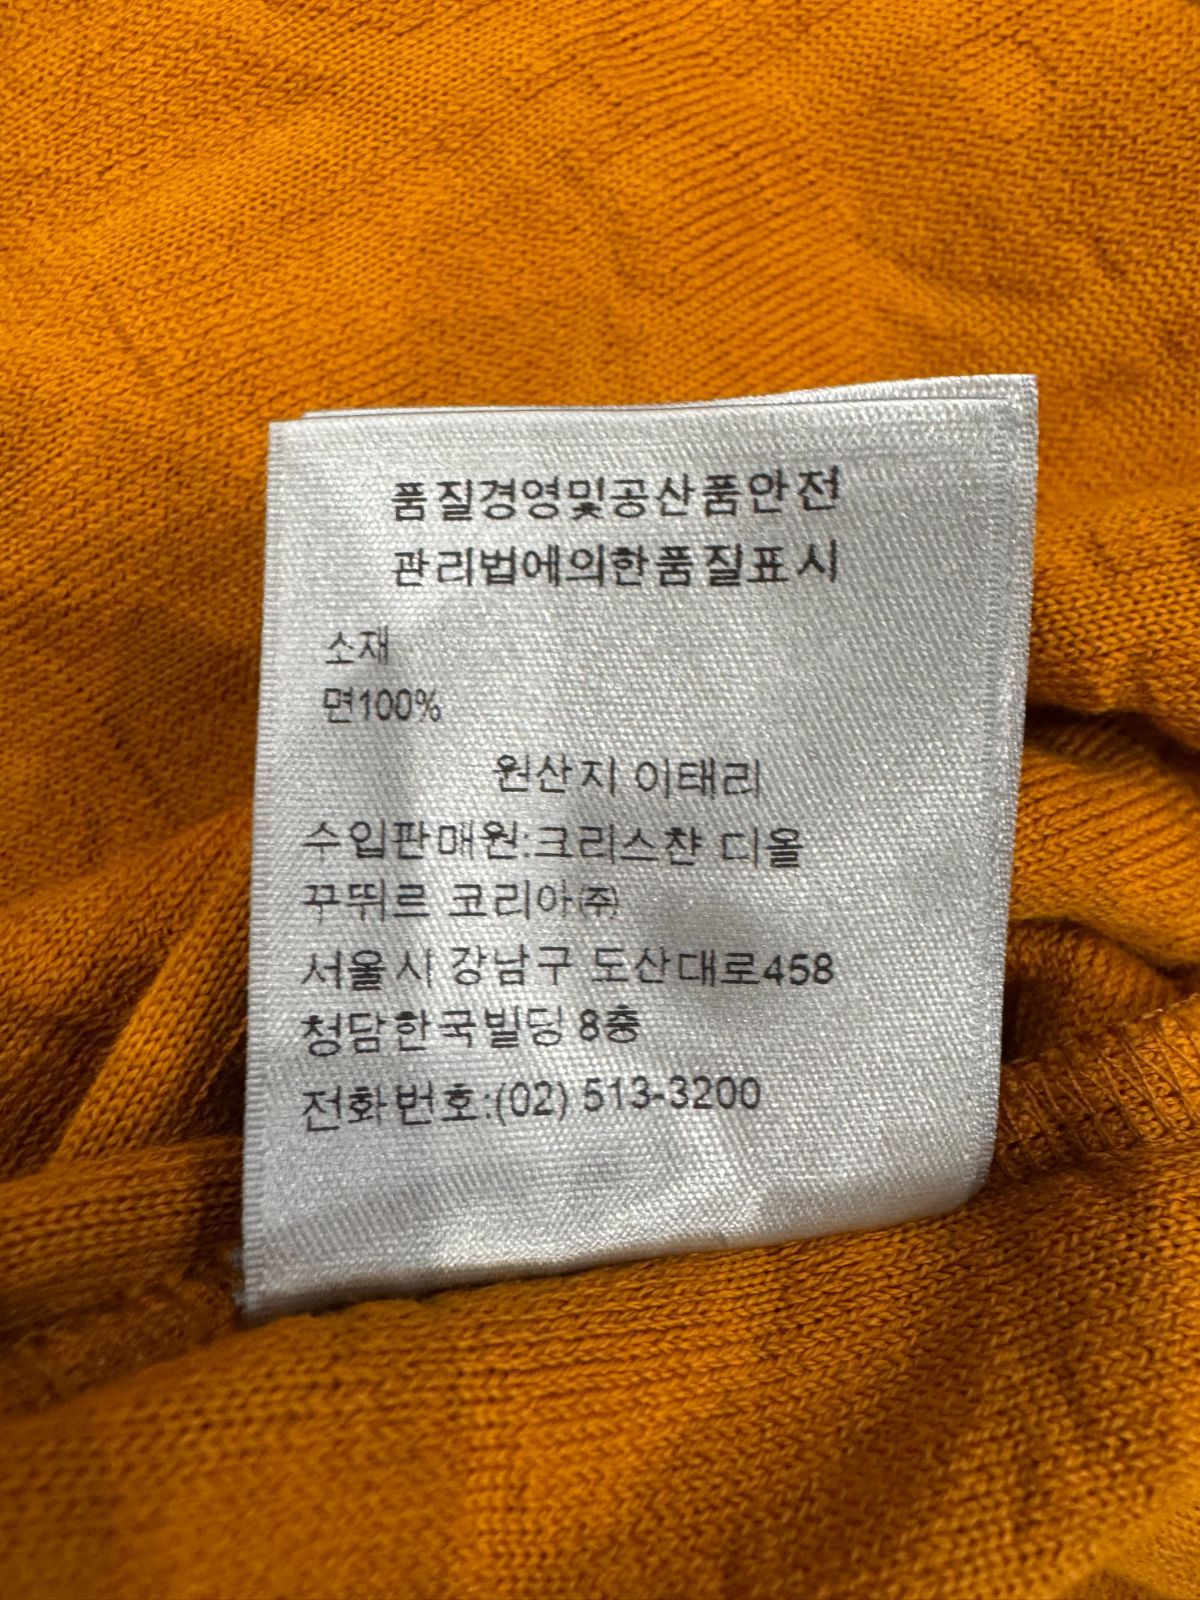 품질경영및공산품안전
관리법에의한품질표시
소재
면100%
원산지 이태리
수입판매원:크리스챤 디올
꾸뛰르 코리아㈜
서울시 강남구 도산대로458
청담한국빌딩 8층
전화번호:(02) 513-3200